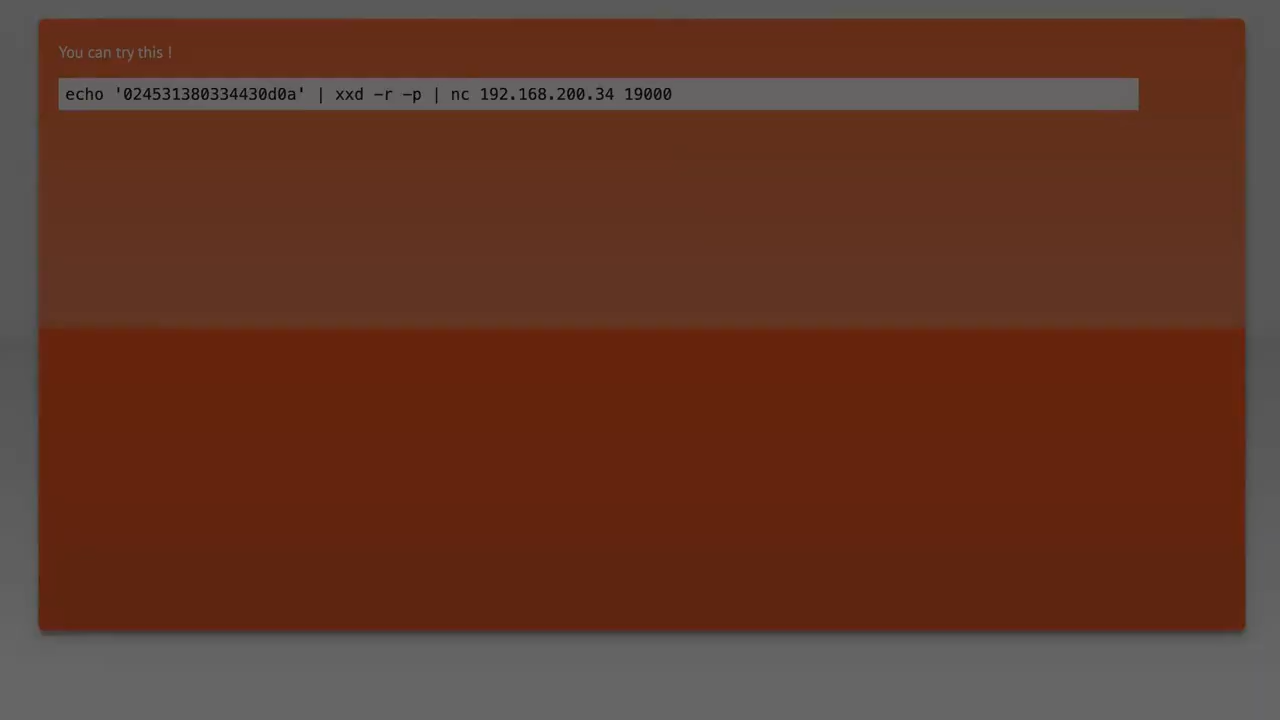 You can try this !
echo '024531380334430d0a' | xxd -r -p | nc 192.168.200.34 19000